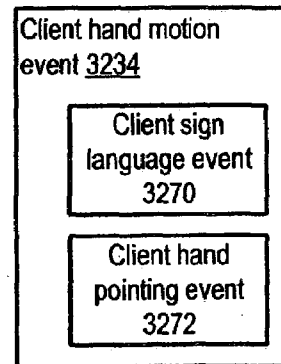 Client hand motion
event 3234
Client sign
language event
3270
Client hand
pointing event
3272